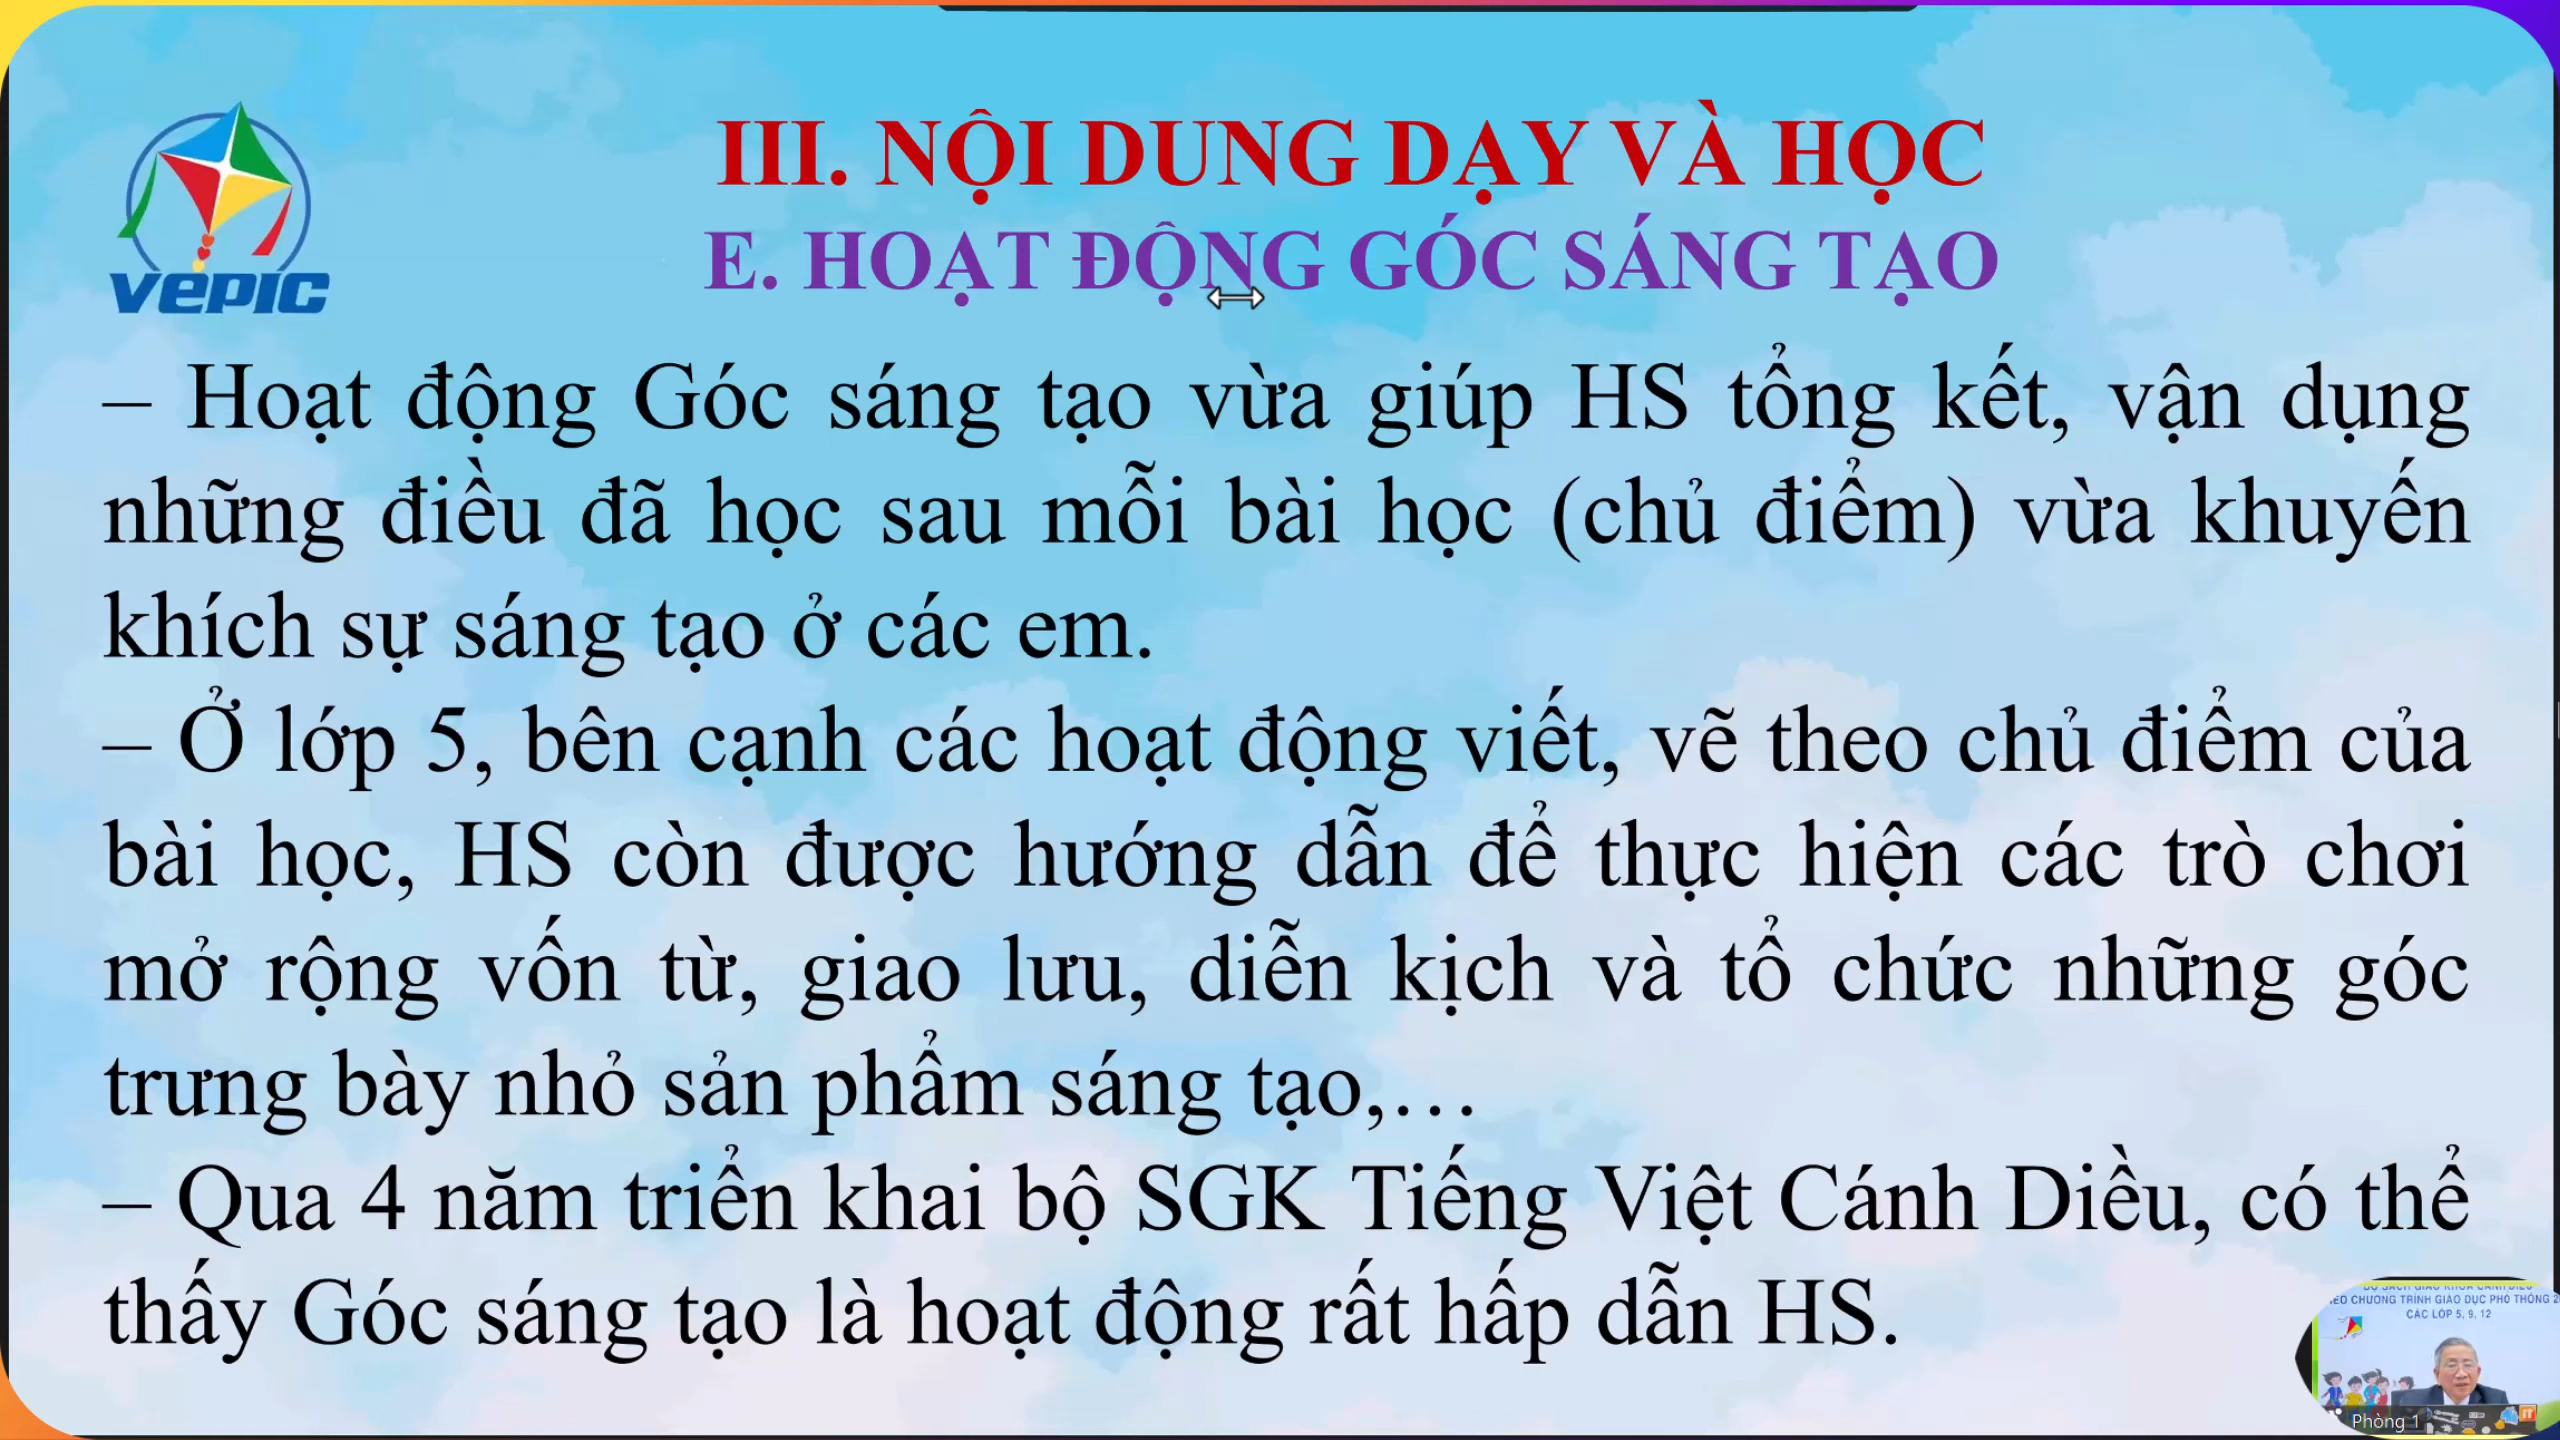 III. NỘI DUNG DẠY VÀ HỌC
E. HOẠT ĐỘNG GÓC SÁNG TẠO
VEPIC
– Hoạt động Góc sáng tạo vừa giúp HS tổng kết, vận dụng
những điều đã học sau mỗi bài học (chủ điểm) vừa khuyến
khích sự sáng tạo ở các em.
– Ở lớp 5, bên cạnh các hoạt động viết, vẽ theo chủ điểm của
bài học, HS còn được hướng dẫn để thực hiện các trò chơi
mở rộng vốn từ, giao lưu, diễn kịch và tổ chức những góc
trưng bày nhỏ sản phẩm sáng tạo,…
– Qua 4 năm triển khai bộ SGK Tiếng Việt Cánh Diều, có thể
thấy Góc sáng tạo là hoạt động rất hấp dẫn HS.
CHƯƠNG TRÌNH GIÁO DỤC PHỔ THÔNG
CÁC LỚP 5, 9, 12
Phòng 1